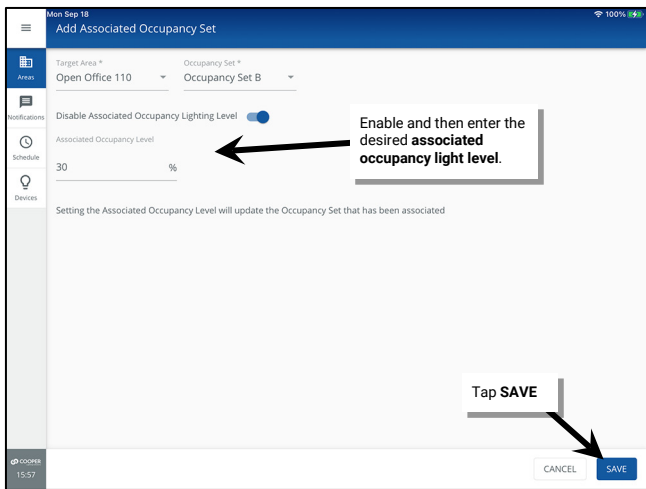 Mon Sep 18
100%
Add Associated Occupancy Set
Areas
Notifications
Schedule
Devices
Target Area *
Occupancy Set *
Open Office 110
Occupancy Set B
Disable Associated Occupancy Lighting Level
Associated Occupancy Level
30 %
Setting the Associated Occupancy Level will update the Occupancy Set that has been associated
Enable and then enter the
desired associated
occupancy light level.
Tap SAVE
COOPER
15:57
CANCEL
SAVE